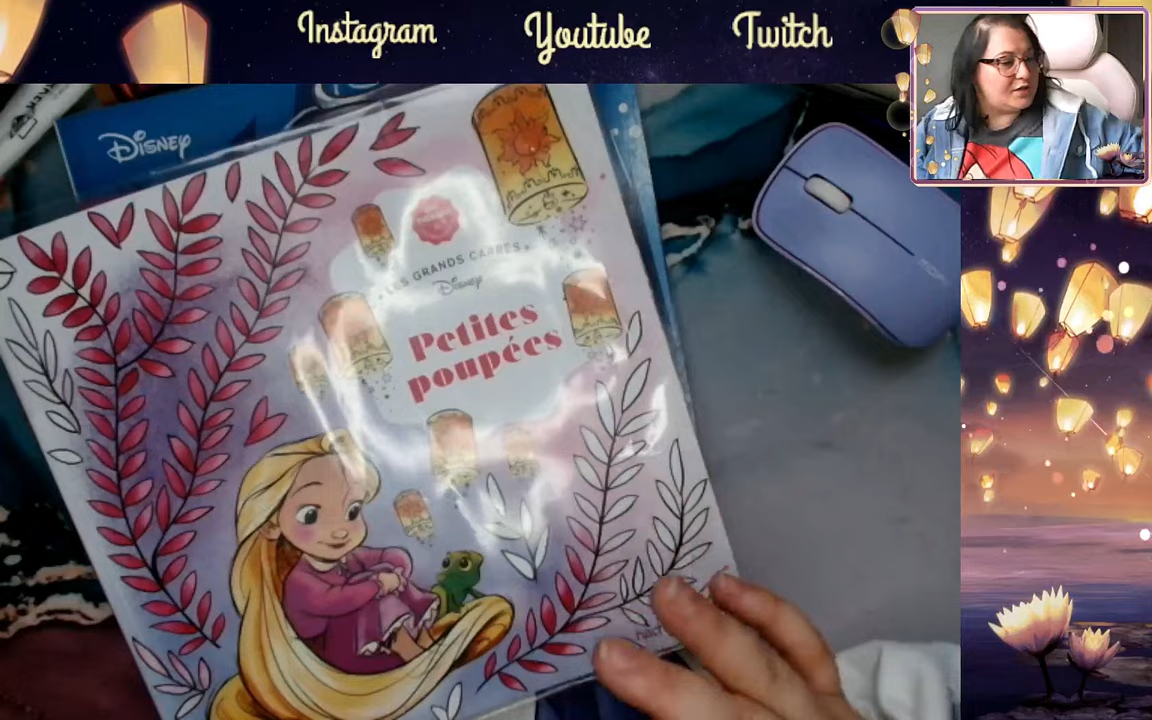 Instagram Youtube Twitch
Disney
LES GRANDS CARRÉS
Disney
Petites
poupées